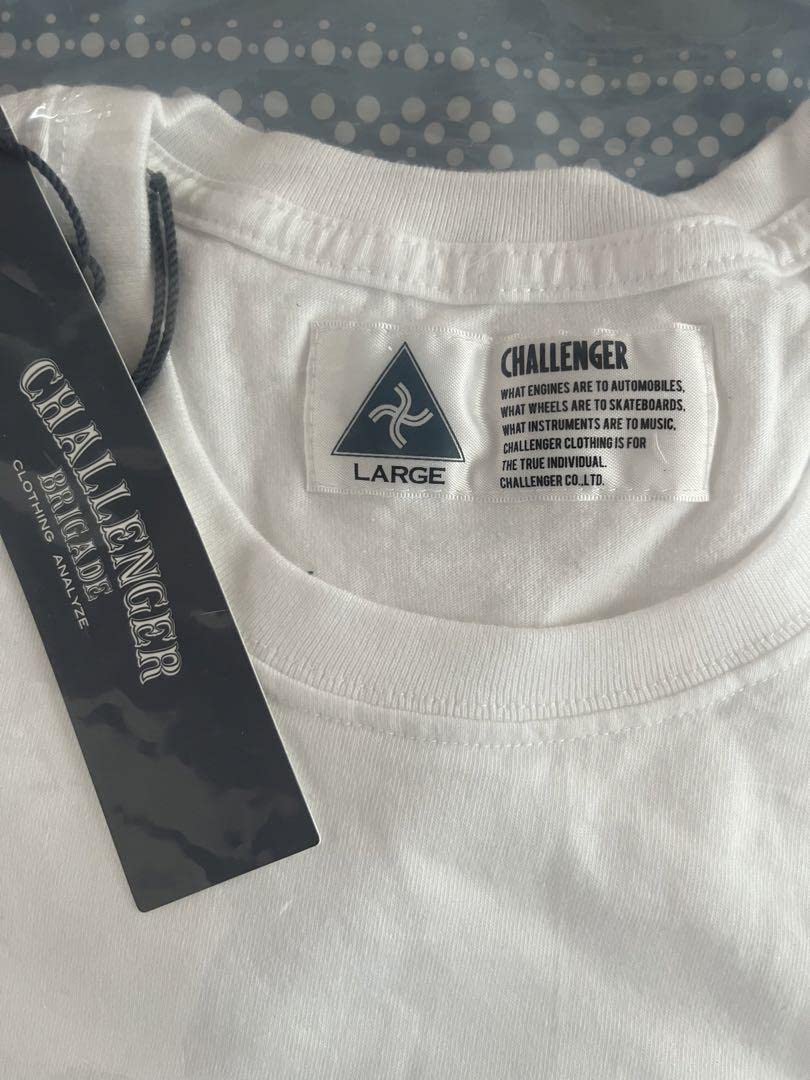 CHALLENGER
BRIGADE
CLOTHING ANALYZE
LARGE
CHALLENGER
WHAT ENGINES ARE TO AUTOMOBILES,
WHAT WHEELS ARE TO SKATEBOARDS,
WHAT INSTRUMENTS ARE TO MUSIC,
CHALLENGER CLOTHING IS FOR
THE TRUE INDIVIDUAL.
CHALLENGER CO.,LTD.